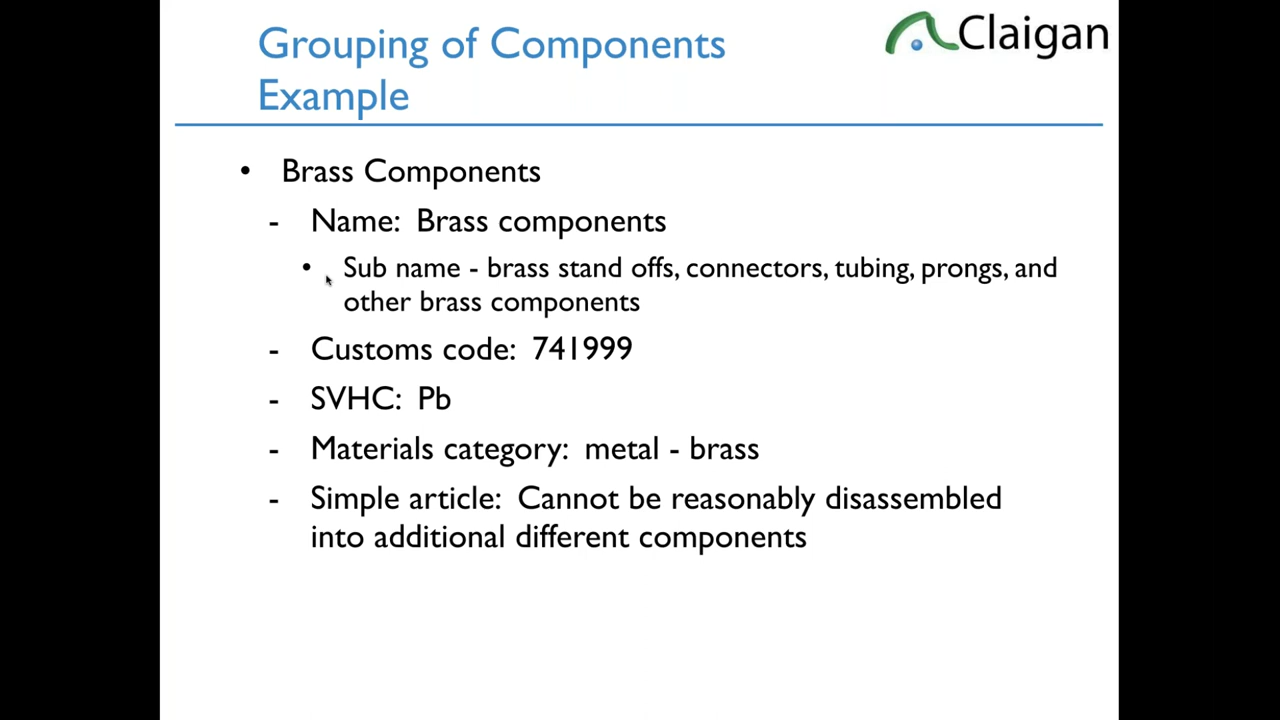 Grouping of Components
Example
Claigan
• Brass Components
- Name: Brass components
• Sub name - brass stand offs, connectors, tubing, prongs, and
other brass components
- Customs code: 741999
- SVHC: Pb
- Materials category: metal - brass
- Simple article: Cannot be reasonably disassembled
into additional different components